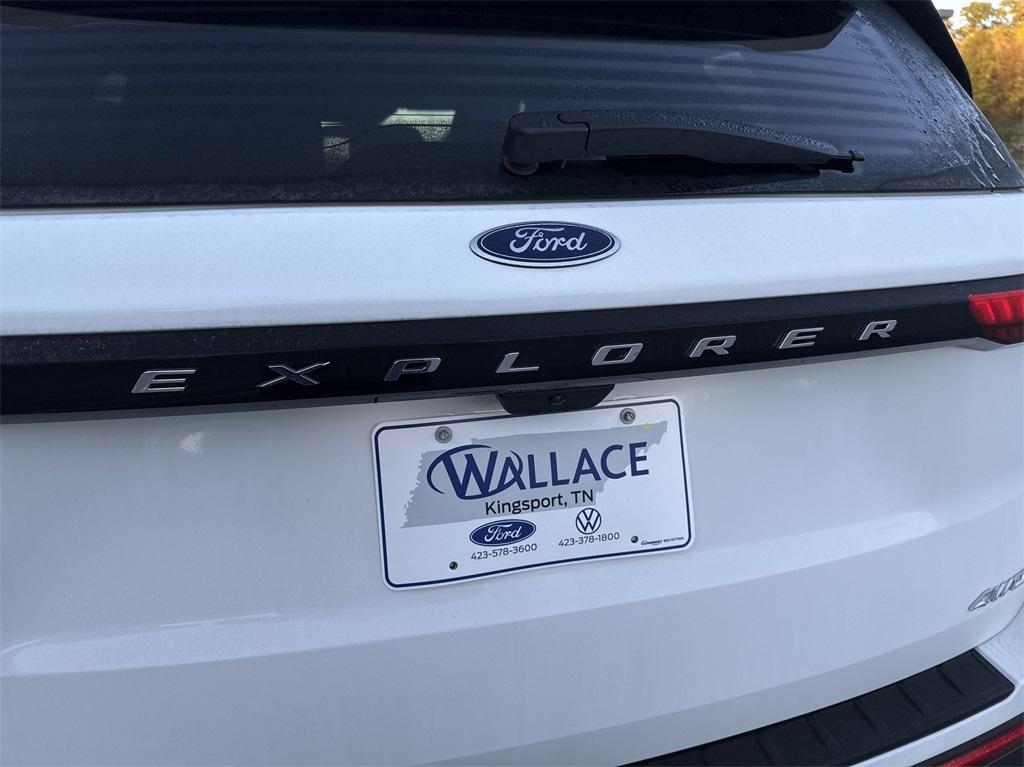 Ford
EXPLORER
WALLACE
Kingsport, TN
Ford
423-578-3600
423-378-1800